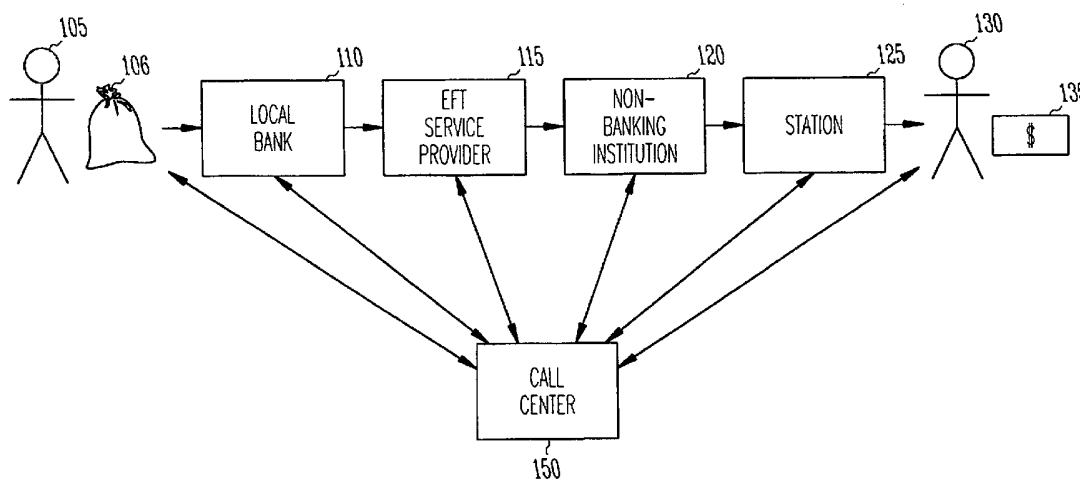 105
106
110
115
120
125
130
135
LOCAL
BANK
EFT
SERVICE
PROVIDER
NON-
BANKING
INSTITUTION
STATION
$
CALL
CENTER
150